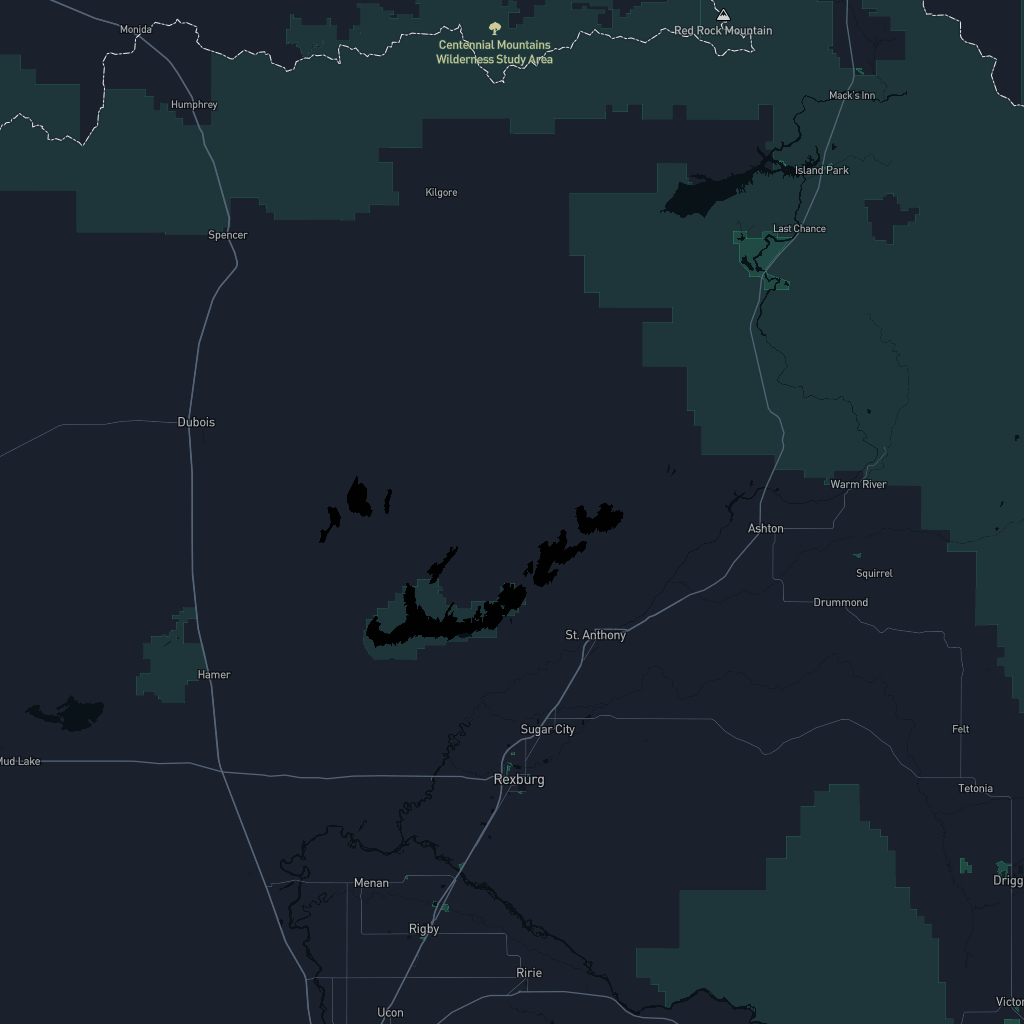 Monida
Centennial Mountains
Wilderness Study Area
Red Rock Mountain
Mack's Inn
Humphrey
Island Park
Kilgore
Last Chance
Spencer
Dubois
Warm River
Ashton
Squirrel
Drummond
St. Anthony
Hamer
Sugar City
Felt
Mud Lake
Rexburg
Tetonia
Menan
Drigg
Rigby
Ririe
Victor
Ucon